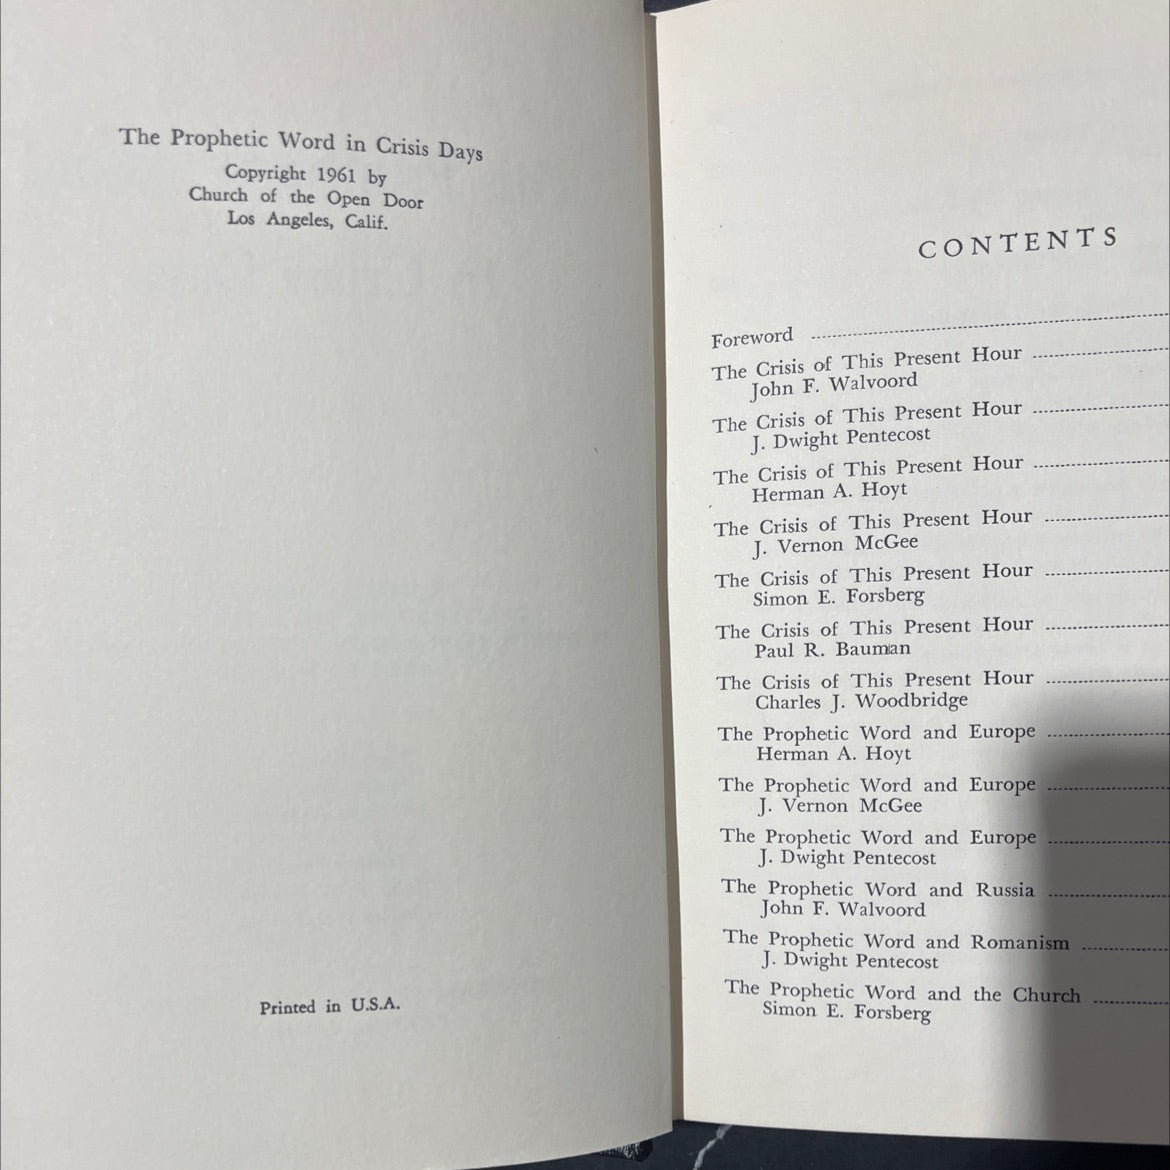 The Prophetic Word in Crisis Days
Copyright 1961 by
Church of the Open Door
Los Angeles, Calif.
Printed in U.S.A.
CONTENTS
Foreword
The Crisis of This Present Hour
John F. Walvoord
The Crisis of This Present Hour
J. Dwight Pentecost
The Crisis of This Present Hour
Herman A. Hoyt
The Crisis of This Present Hour
J. Vernon McGee
The Crisis of This Present Hour
Simon E. Forsberg
The Crisis of This Present Hour
Paul R. Bauman
The Crisis of This Present Hour
Charles J. Woodbridge
The Prophetic Word and Europe
Herman A. Hoyt
The Prophetic Word and Europe
J. Vernon McGee
The Prophetic Word and Europe
J. Dwight Pentecost
The Prophetic Word and Russia
John F. Walvoord
The Prophetic Word and Romanism
J. Dwight Pentecost
The Prophetic Word and the Church
Simon E. Forsberg